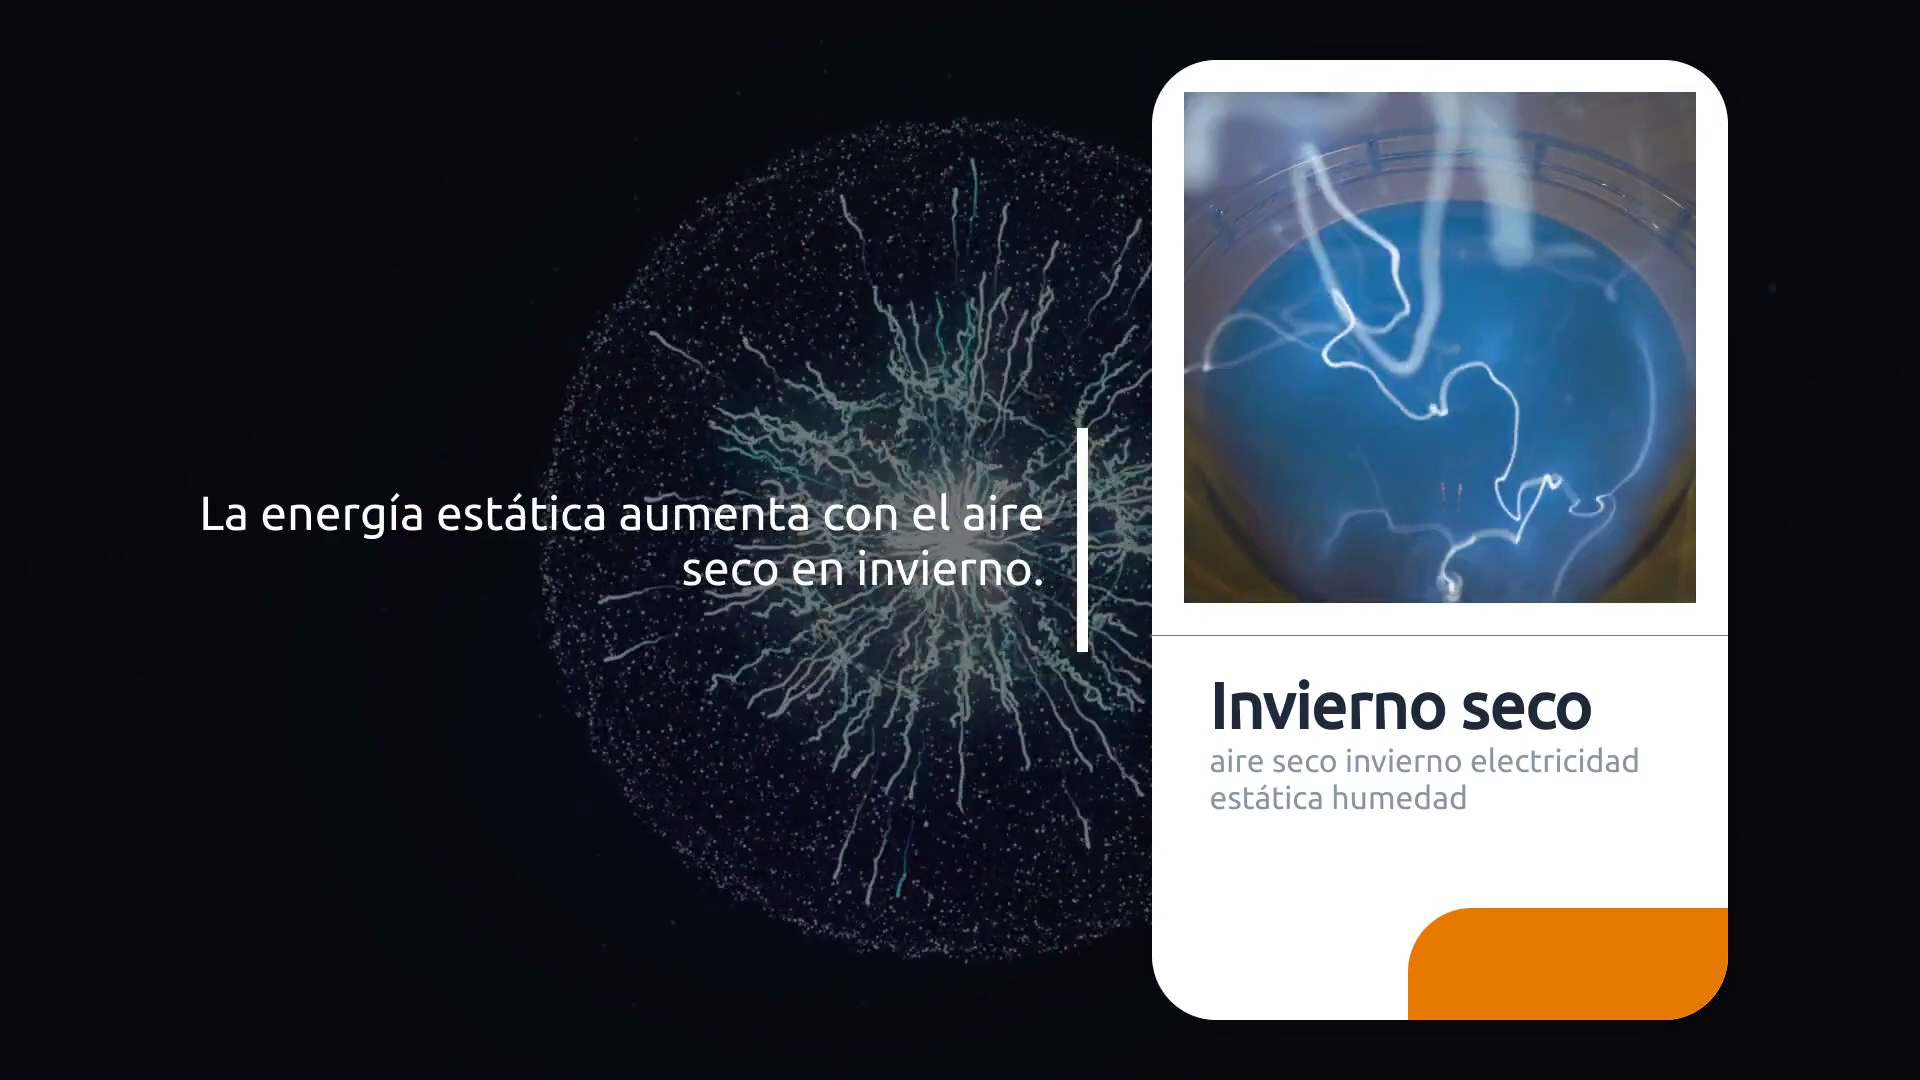 La energía estática aumenta con el aire
seco en invierno.
Invierno seco
aire seco invierno electricidad
estática humedad